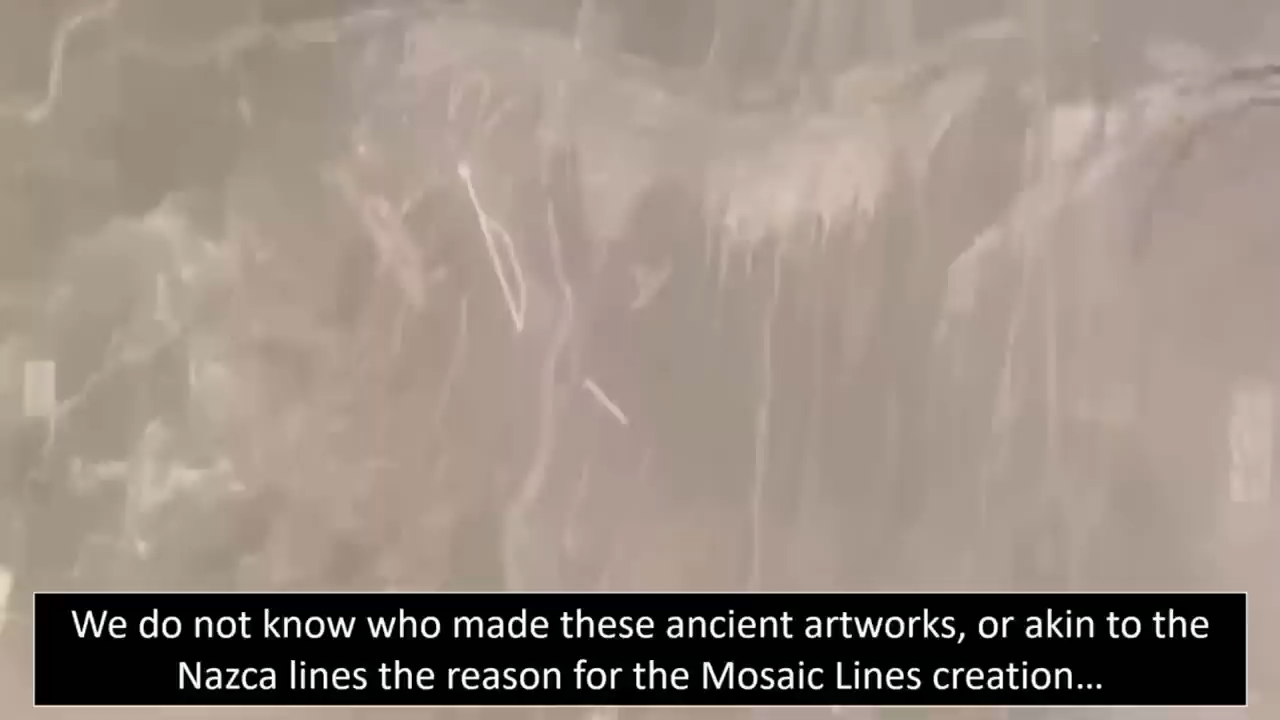 We do not know who made these ancient artworks, or akin to the
Nazca lines the reason for the Mosaic Lines creation...